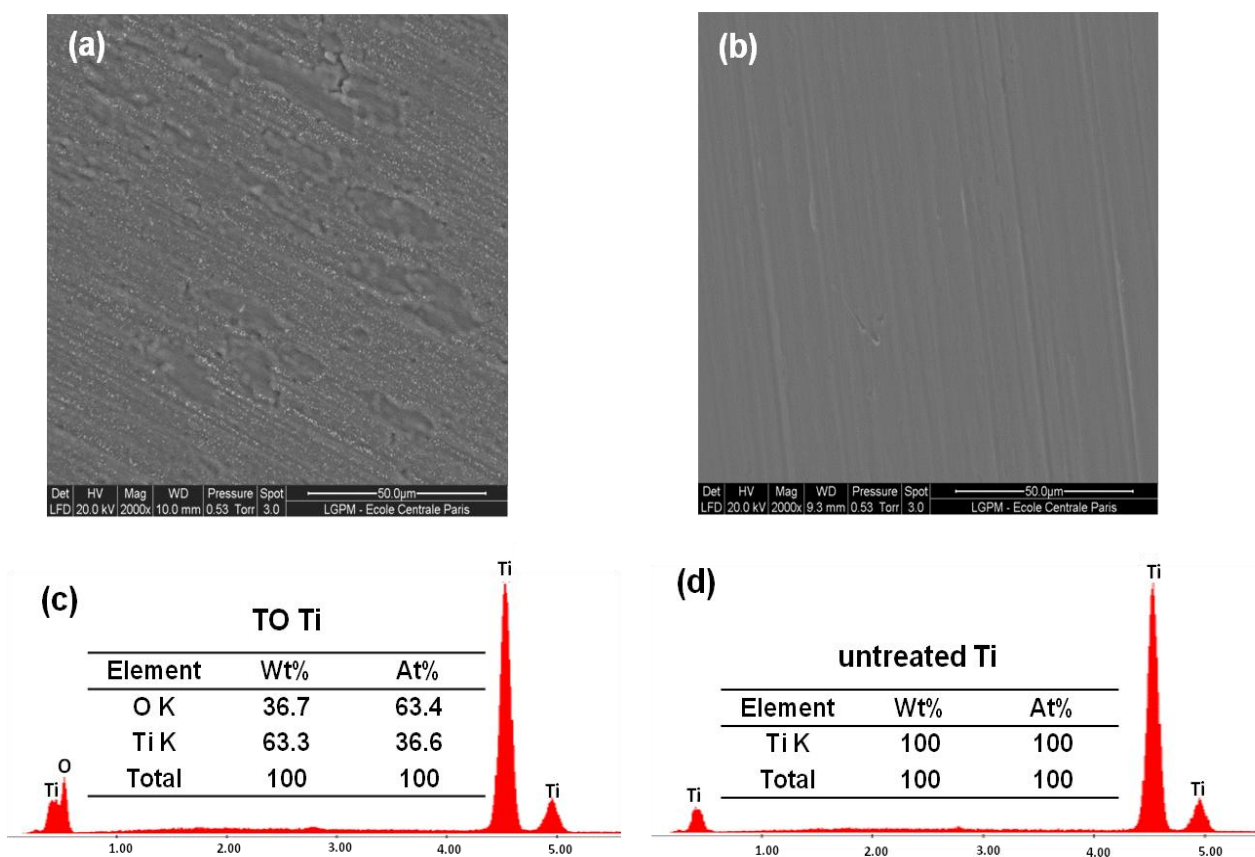 (a)
(b)
Det HV Mag WD Pressure Spot 50.0µm
LFD 20.0 kV 2000x 10.0 mm 0.53 Torr 3.0 LGPM - Ecole Centrale Paris
Det HV Mag WD Pressure Spot 50.0µm
LFD 20.0 kV 2000x 9.3 mm 0.53 Torr 3.0 LGPM - Ecole Centrale Paris
(c)
TO Ti
Element Wt% At%
O K 36.7 63.4
Ti K 63.3 36.6
Total 100 100
Ti
O
Ti
Ti
1.00 2.00 3.00 4.00 5.00
(d)
untreated Ti
Element Wt% At%
Ti K 100 100
Total 100 100
Ti
Ti
Ti
1.00 2.00 3.00 4.00 5.00